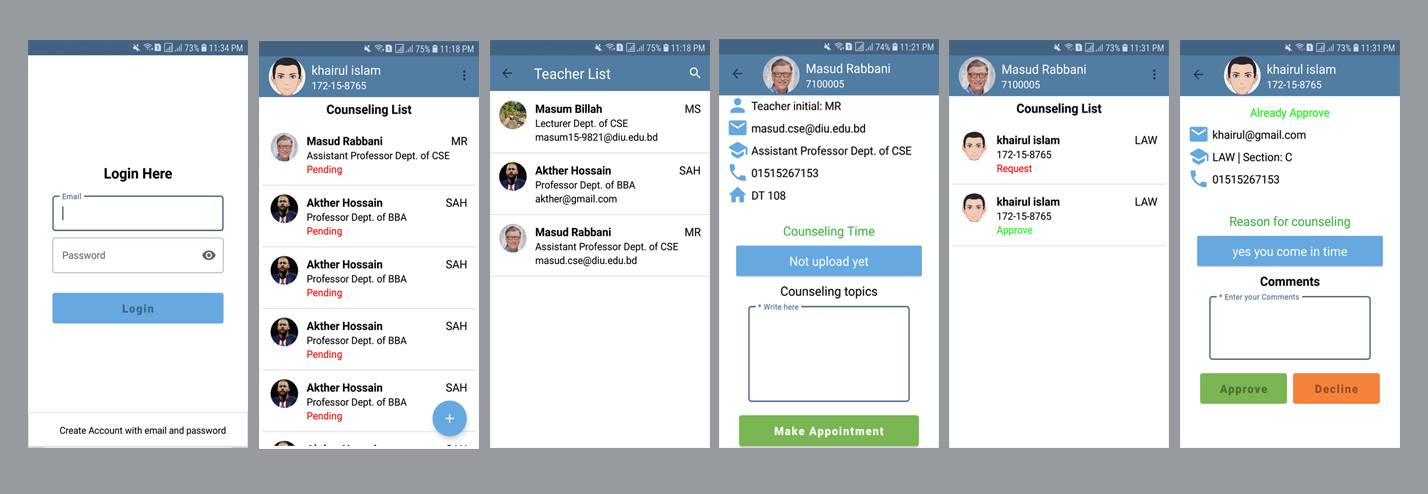 73% 11:34 PM
Login Here
Email
Password
Login
Create Account with email and password
75% 11:18 PM
khairul islam
172-15-8765
Counseling List
Masud Rabbani MR
Assistant Professor Dept. of CSE
Pending
Akther Hossain SAH
Professor Dept. of BBA
Pending
Akther Hossain SAH
Professor Dept. of BBA
Pending
Akther Hossain SAH
Professor Dept. of BBA
Pending
Akther Hossain SAH
Professor Dept. of BBA
Pending
+
75% 11:18 PM
Teacher List
Masum Billah MS
Lecturer Dept. of CSE
masum15-9821@diu.edu.bd
Akther Hossain SAH
Professor Dept. of BBA
akther@gmail.com
Masud Rabbani MR
Assistant Professor Dept. of CSE
masud.cse@diu.edu.bd
74% 11:21 PM
Masud Rabbani
7100005
Teacher initial: MR
masud.cse@diu.edu.bd
Assistant Professor Dept. of CSE
01515267153
DT 108
Counseling Time
Not upload yet
Counseling topics
* Write here
Make Appointment
73% 11:31 PM
Masud Rabbani
7100005
Counseling List
khairul islam LAW
172-15-8765
Request
khairul islam LAW
172-15-8765
Approve
73% 11:31 PM
khairul islam
172-15-8765
Already Approve
khairul@gmail.com
LAW | Section: C
01515267153
Reason for counseling
yes you come in time
Comments
* Enter your Comments
Approve Decline